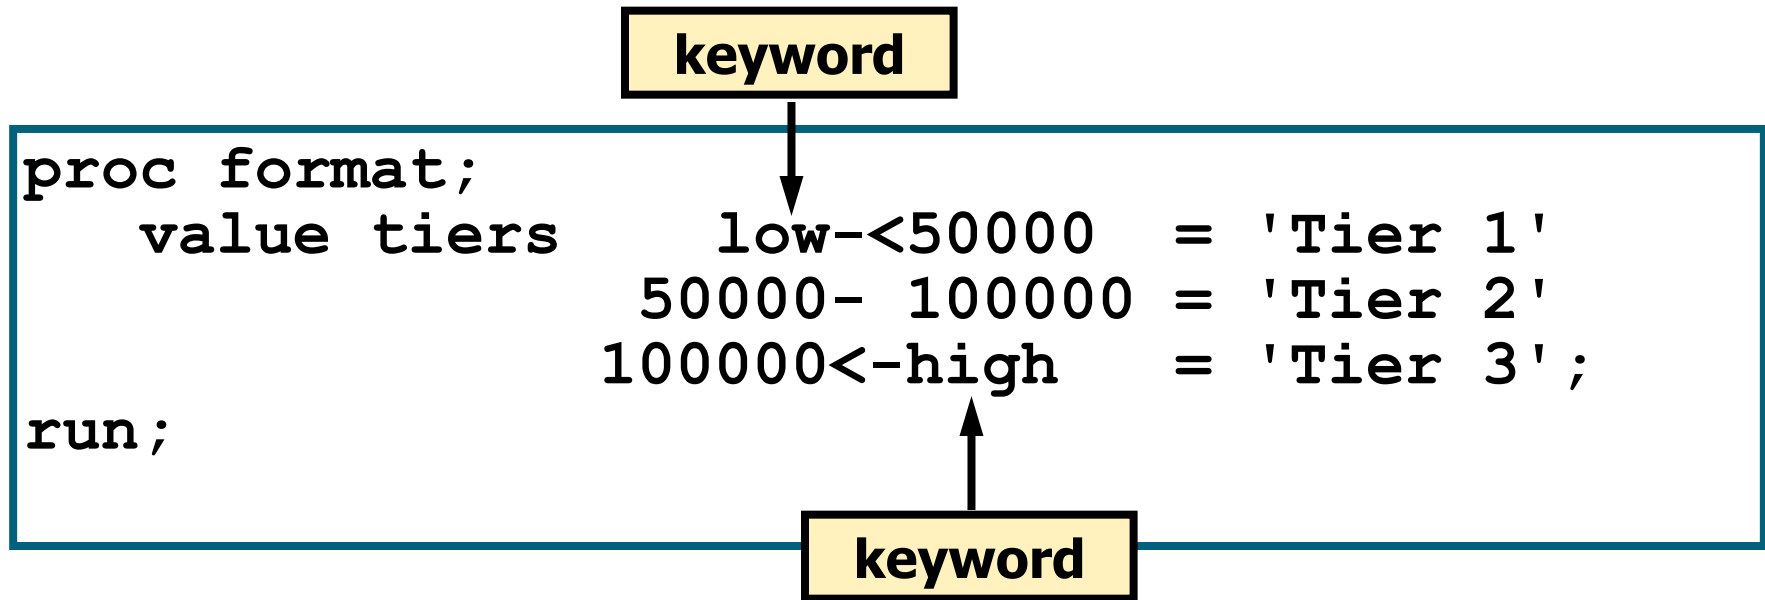 keyword
proc format;
   value tiers    low-<50000  = 'Tier 1'
                50000- 100000 = 'Tier 2'
               100000<-high   = 'Tier 3';
run;
keyword